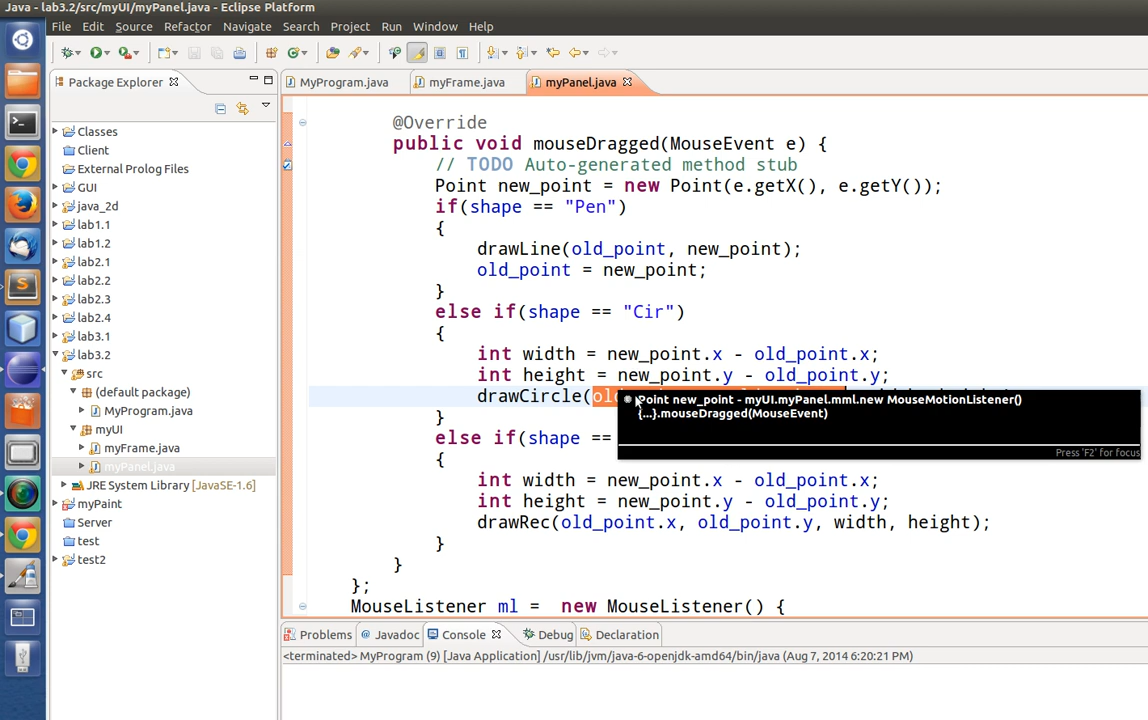 Java - lab3.2/src/myUI/myPanel.java - Eclipse Platform
File Edit Source Refactor Navigate Search Project Run Window Help
Package Explorer
MyProgram.java myFrame.java myPanel.java
Classes
Client
External Prolog Files
GUI
java_2d
lab1.1
lab1.2
lab2.1
lab2.2
lab2.3
lab2.4
lab3.1
lab3.2
src
(default package)
MyProgram.java
myUI
myFrame.java
myPanel.java
JRE System Library [JavaSE-1.6]
myPaint
Server
test
test2
@Override
public void mouseDragged(MouseEvent e) {
// TODO Auto-generated method stub
Point new_point = new Point(e.getX(), e.getY());
if(shape == "Pen")
{
drawLine(old_point, new_point);
old_point = new_point;
}
else if(shape == "Cir")
{
int width = new_point.x - old_point.x;
int height = new_point.y - old_point.y;
drawCircle(
Point new_point - myUI.myPanel.mml.new MouseMotionListener()
{...}.mouseDragged(MouseEvent)
Press 'F2' for focus
}
else if(shape ==
{
int width = new_point.x - old_point.x;
int height = new_point.y - old_point.y;
drawRec(old_point.x, old_point.y, width, height);
}
}
};
MouseListener ml = new MouseListener() {
Problems @ Javadoc Console Debug Declaration
<terminated> MyProgram (9) [Java Application] /usr/lib/jvm/java-6-openjdk-amd64/bin/java (Aug 7, 2014 6:20:21 PM)